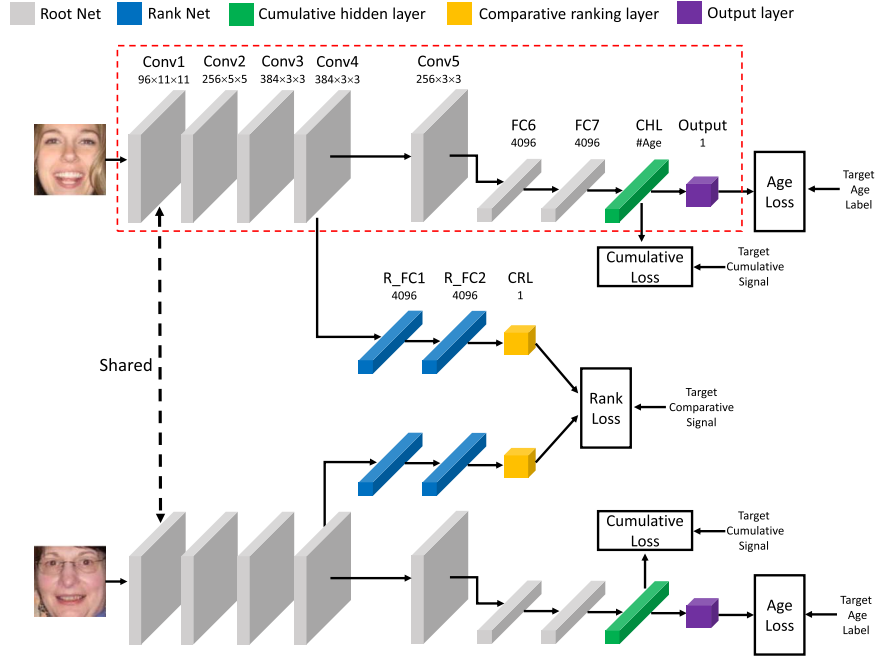 Root Net
Rank Net
Cumulative hidden layer
Comparative ranking layer
Output layer
Conv1
96×11×11
Conv2
256×5×5
Conv3
384×3×3
Conv4
384×3×3
Conv5
256×3×3
FC6
4096
FC7
4096
CHL
#Age
Output
1
Age
Loss
Target
Age
Label
Cumulative
Loss
Target
Cumulative
Signal
R_FC1
4096
R_FC2
4096
CRL
1
Shared
Rank
Loss
Target
Comparative
Signal
Cumulative
Loss
Target
Cumulative
Signal
Age
Loss
Target
Age
Label